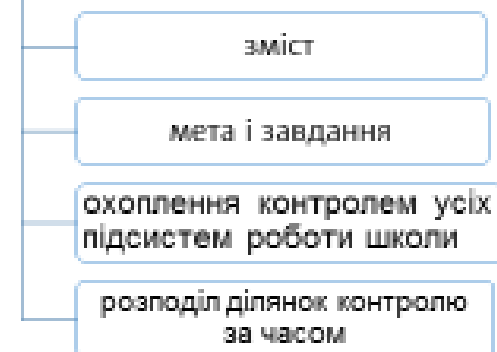 зміст
мета і завдання
охоплення контролем усіх
підсистем роботи школи
розподіл ділянок контролю
за часом